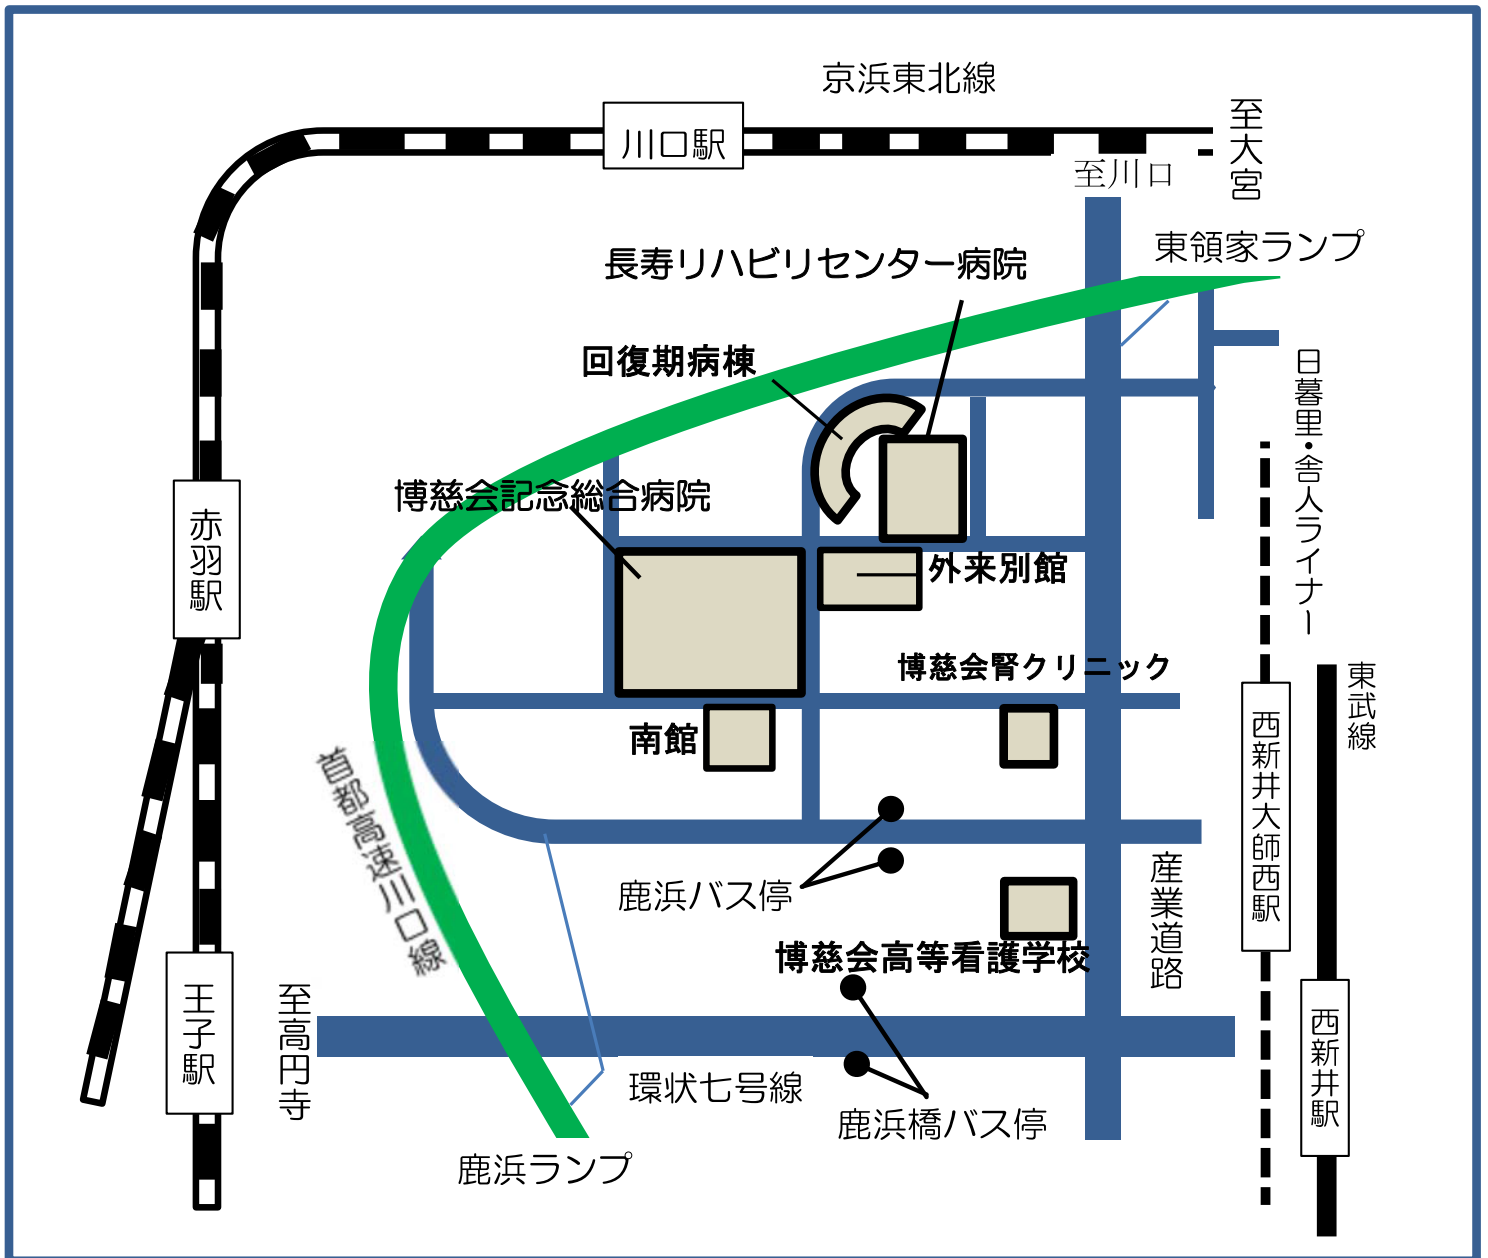 京浜東北線
川口駅
至大宮
至川口
東領家ランプ
長寿リハビリセンター病院
回復期病棟
日暮里・舎人ライナー
博慈会記念総合病院
赤羽駅
外来別館
博慈会腎クリニック
東武線
南館
西新井大師西駅
首都高速川口線
鹿浜バス停
産業道路
博慈会高等看護学校
王子駅
至高円寺
西新井駅
環状七号線
鹿浜橋バス停
鹿浜ランプ